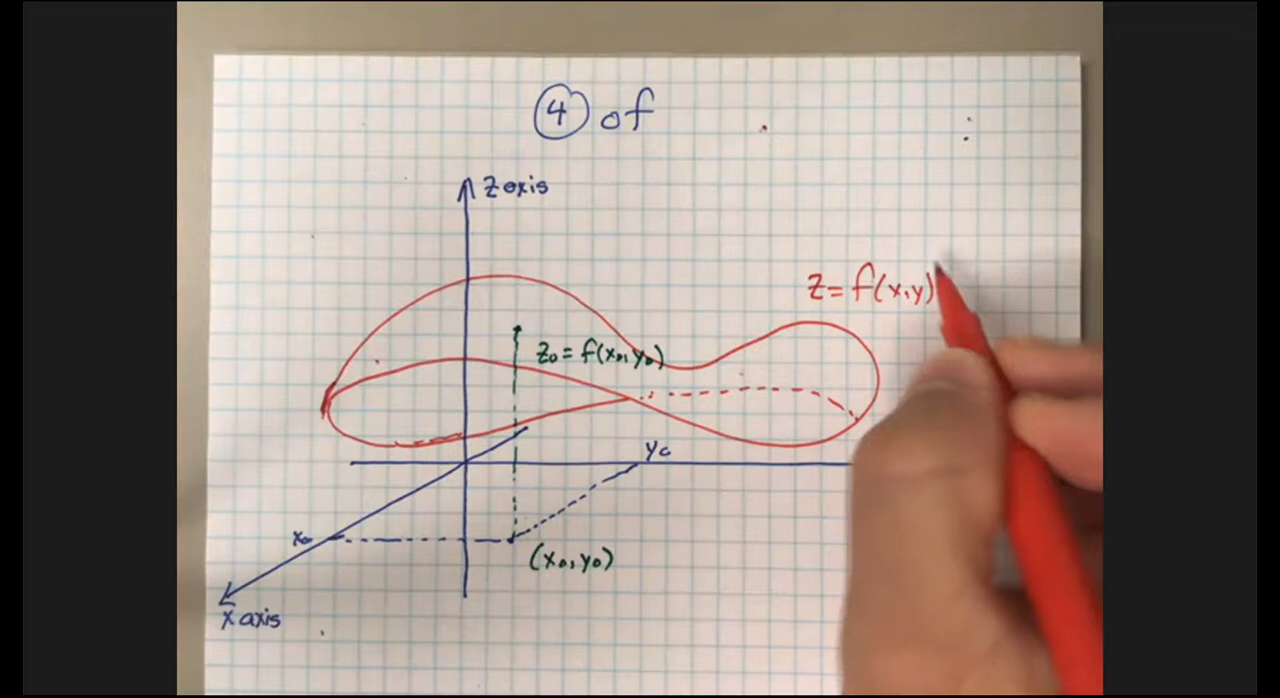 ④ of
z axis
z = f(x,y)
z₀ = f(x₀,y₀)
y₀
x₀
(x₀,y₀)
x axis